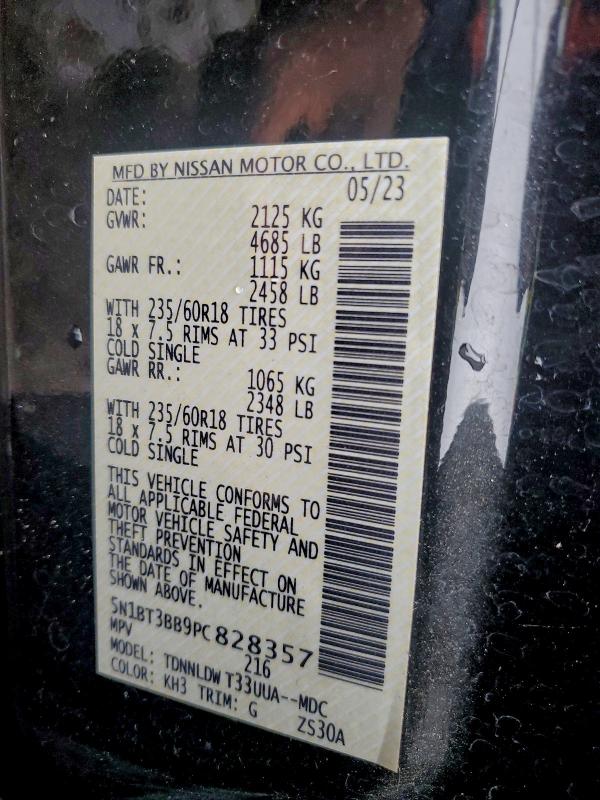 MFD BY NISSAN MOTOR CO., LTD.
DATE: 05/23
GVWR: 2125 KG
4685 LB
GAWR FR.: 1115 KG
2458 LB
WITH 235/60R18 TIRES
18 X 7.5 RIMS AT 33 PSI
COLD SINGLE
GAWR RR.: 1065 KG
2348 LB
WITH 235/60R18 TIRES
18 X 7.5 RIMS AT 30 PSI
COLD SINGLE
THIS VEHICLE CONFORMS TO
ALL APPLICABLE FEDERAL
MOTOR VEHICLE SAFETY AND
THEFT PREVENTION
STANDARDS IN EFFECT ON
THE DATE OF MANUFACTURE
SHOWN ABOVE.
5N1BT3BB9PC828357
MPV 216
MODEL: TDNNLDW T33UUA--MDC
COLOR: KH3 TRIM: G ZS30A